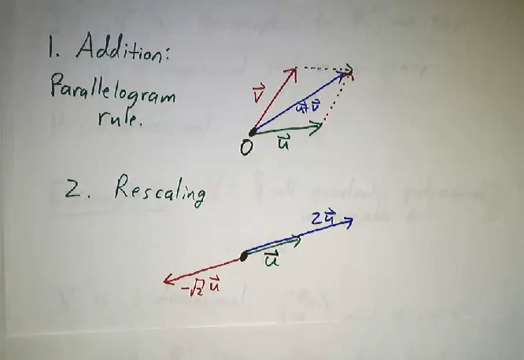 1. Addition:
Parallelogram
rule.
v⃗
u⃗+v⃗
O
u⃗
2. Rescaling
2u⃗
u⃗
-√2 u⃗